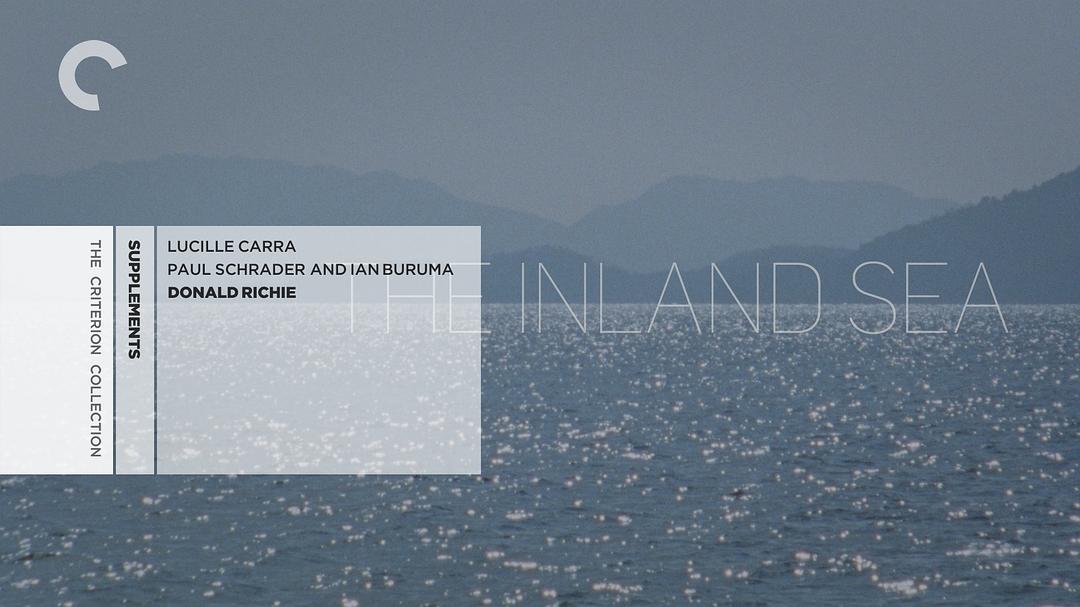 THE CRITERION COLLECTION
SUPPLEMENTS
LUCILLE CARRA
PAUL SCHRADER AND IAN BURUMA
DONALD RICHIE
THE INLAND SEA